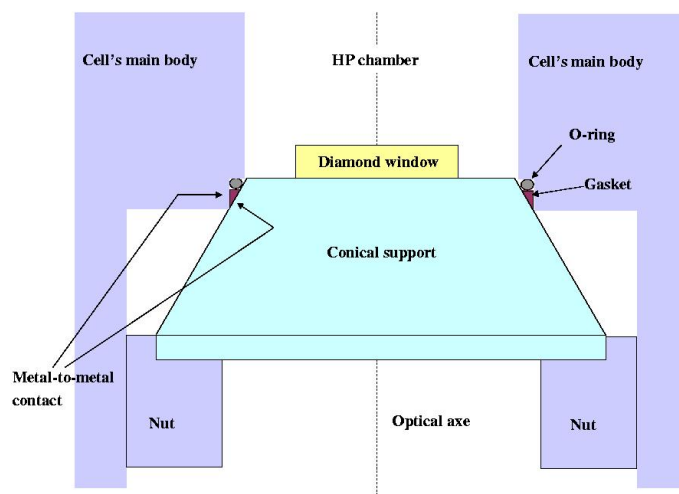 Cell's main body
HP chamber
Cell's main body
O-ring
Diamond window
Gasket
Conical support
Metal-to-metal
contact
Nut
Optical axe
Nut